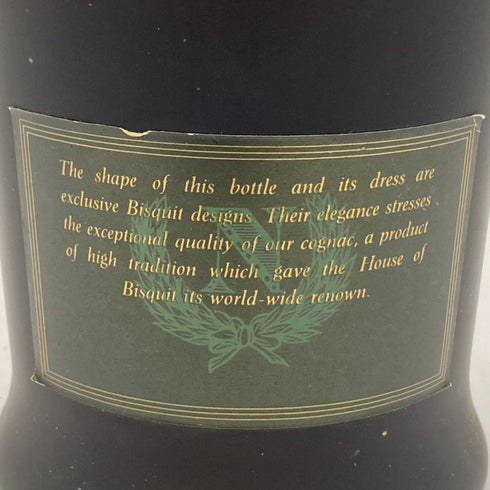 The shape of this bottle and its dress are
exclusive Bisquit designs. Their elegance stresses
the exceptional quality of our cognac, a product
of high tradition which gave the House of
Bisquit its world-wide renown.
N